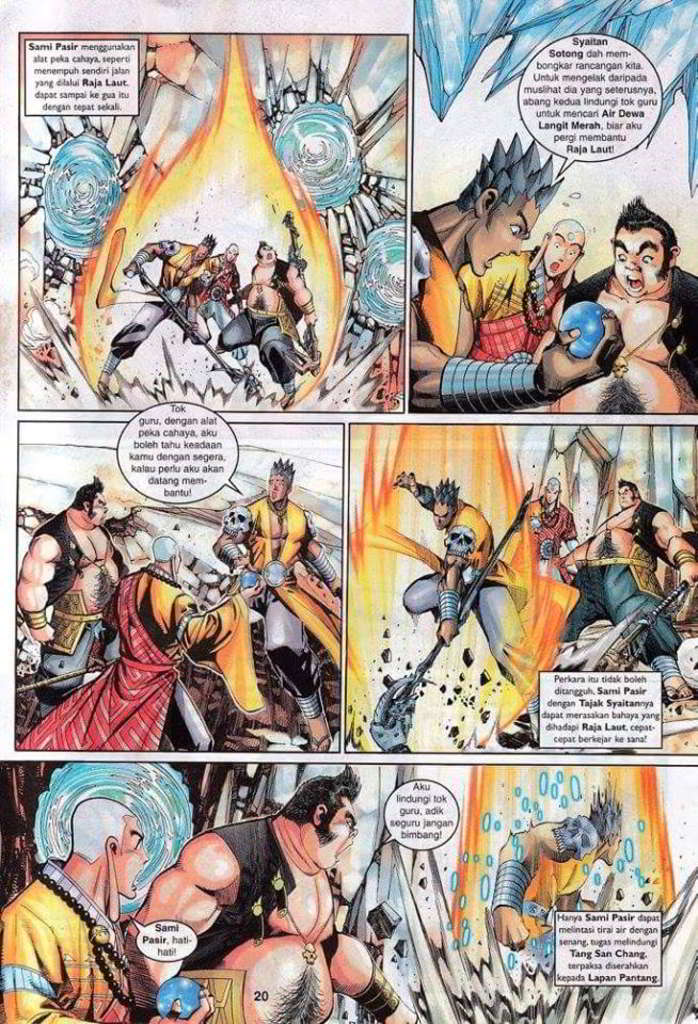 Sami Pasir menggunakan
alat peka cahaya, seperti
menempuh sendiri jalan
yang dilalui Raja Laut,
dapat sampai ke gua itu
dengan tepat sekali.
Syaitan
Sotong dah mem-
bongkar rancangan kita.
Untuk mengelak daripada
muslihat dia yang seterusnya,
abang kedua lindungi tok guru
untuk mencari Air Dewa
Langit Merah, biar aku
pergi membantu
Raja Laut!
Tok
guru, dengan alat
peka cahaya, aku
boleh tahu keadaan
kamu dengan segera,
kalau perlu aku akan
datang mem-
bantu!
Perkara itu tidak boleh
ditangguh, Sami Pasir
dengan Tajak Syaitannya
dapat merasakan bahaya yang
dihadapi Raja Laut, cepat-
cepat berkejar ke sana!
Sami
Pasir, hati-
hati!
Aku
lindungi tok
guru, adik
seguru jangan
bimbang!
Hanya Sami Pasir dapat
melintasi tirai air dengan
senang, tugas melindungi
Tang San Chang,
terpaksa diserahkan
kepada Lapan Pantang.
20